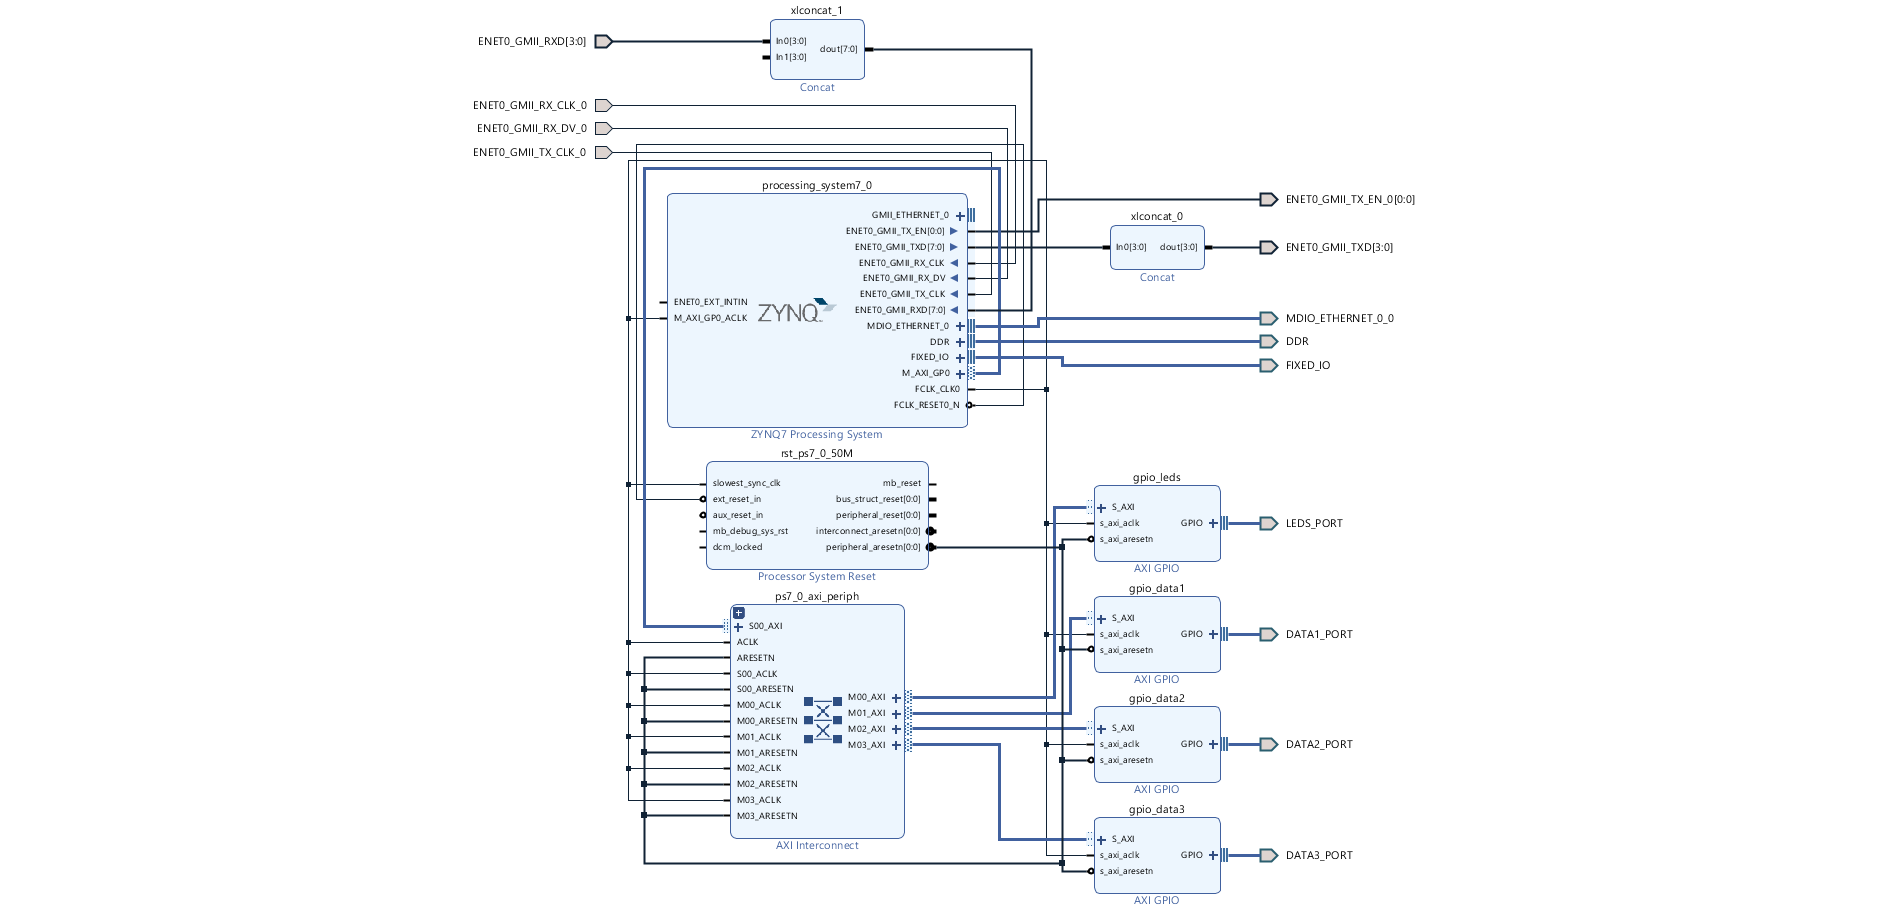 xlconcat_1
ENET0_GMII_RXD[3:0]
In0[3:0]
In1[3:0]
dout[7:0]
Concat
ENET0_GMII_RX_CLK_0
ENET0_GMII_RX_DV_0
ENET0_GMII_TX_CLK_0
processing_system7_0
GMII_ETHERNET_0
ENET0_GMII_TX_EN[0:0]
ENET0_GMII_TXD[7:0]
ENET0_GMII_RX_CLK
ENET0_GMII_RX_DV
ENET0_GMII_TX_CLK
ENET0_GMII_RXD[7:0]
MDIO_ETHERNET_0
DDR
FIXED_IO
M_AXI_GP0
FCLK_CLK0
FCLK_RESET0_N
ENET0_EXT_INTIN
M_AXI_GP0_ACLK
ZYNQ
ZYNQ7 Processing System
ENET0_GMII_TX_EN_0[0:0]
xlconcat_0
In0[3:0]
dout[3:0]
Concat
ENET0_GMII_TXD[3:0]
MDIO_ETHERNET_0_0
DDR
FIXED_IO
rst_ps7_0_50M
slowest_sync_clk
ext_reset_in
aux_reset_in
mb_debug_sys_rst
dcm_locked
mb_reset
bus_struct_reset[0:0]
peripheral_reset[0:0]
interconnect_aresetn[0:0]
peripheral_aresetn[0:0]
Processor System Reset
ps7_0_axi_periph
S00_AXI
ACLK
ARESETN
S00_ACLK
S00_ARESETN
M00_ACLK
M00_ARESETN
M01_ACLK
M01_ARESETN
M02_ACLK
M02_ARESETN
M03_ACLK
M03_ARESETN
M00_AXI
M01_AXI
M02_AXI
M03_AXI
AXI Interconnect
gpio_leds
S_AXI
s_axi_aclk
s_axi_aresetn
GPIO
AXI GPIO
LEDS_PORT
gpio_data1
S_AXI
s_axi_aclk
s_axi_aresetn
GPIO
AXI GPIO
DATA1_PORT
gpio_data2
S_AXI
s_axi_aclk
s_axi_aresetn
GPIO
AXI GPIO
DATA2_PORT
gpio_data3
S_AXI
s_axi_aclk
s_axi_aresetn
GPIO
AXI GPIO
DATA3_PORT